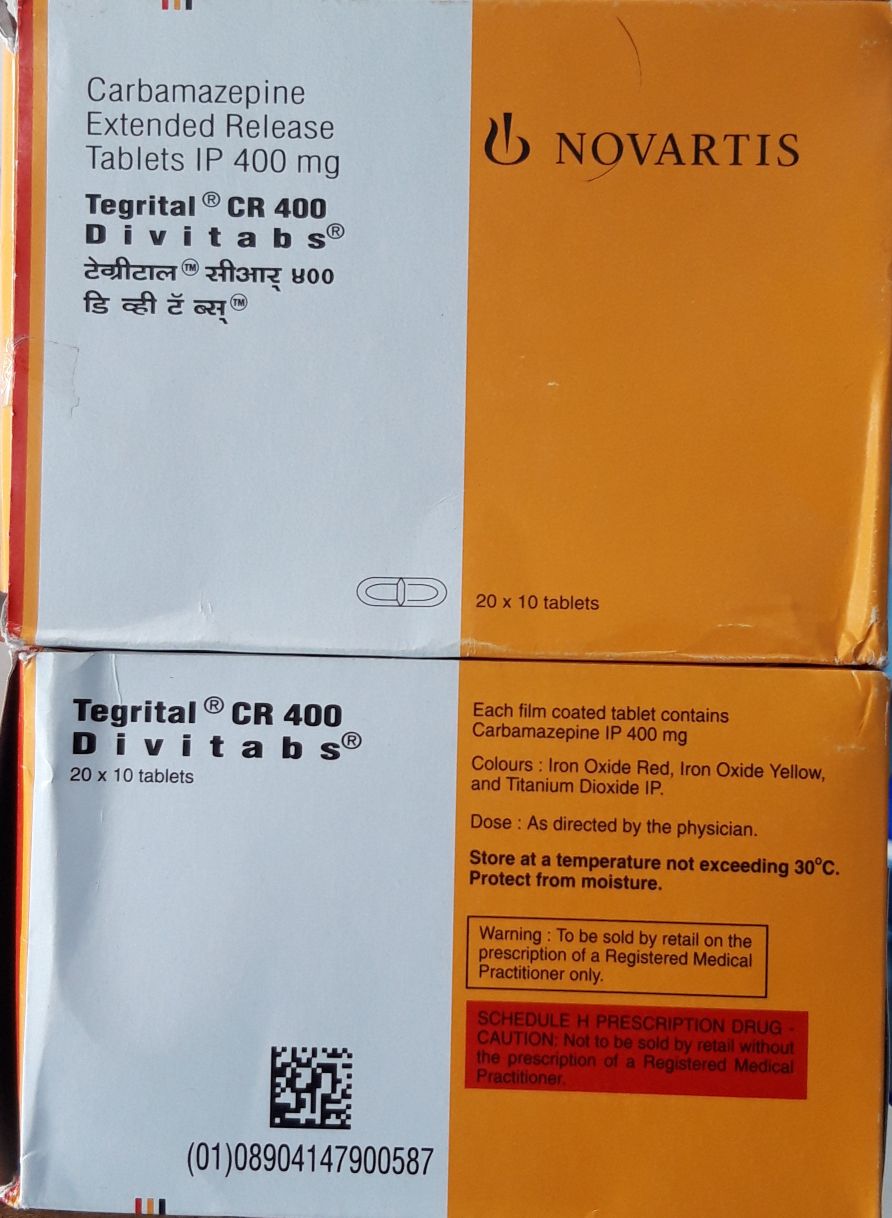 Carbamazepine
Extended Release
Tablets IP 400 mg
Tegrital® CR 400
Divitabs®
टेग्रीटाल™ सीआर् ४००
डि व्ही टॅ ब्स्™
NOVARTIS
20 x 10 tablets
Tegrital® CR 400
Divitabs®
20 x 10 tablets
Each film coated tablet contains
Carbamazepine IP 400 mg
Colours : Iron Oxide Red, Iron Oxide Yellow,
and Titanium Dioxide IP.
Dose : As directed by the physician.
Store at a temperature not exceeding 30°C.
Protect from moisture.
Warning : To be sold by retail on the
prescription of a Registered Medical
Practitioner only.
SCHEDULE H PRESCRIPTION DRUG -
CAUTION: Not to be sold by retail without
the prescription of a Registered Medical
Practitioner.
(01)08904147900587